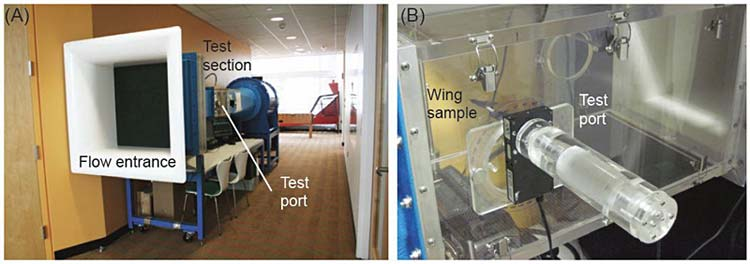 (A)
Test
section
Flow entrance
Test
port
(B)
Wing
sample
Test
port